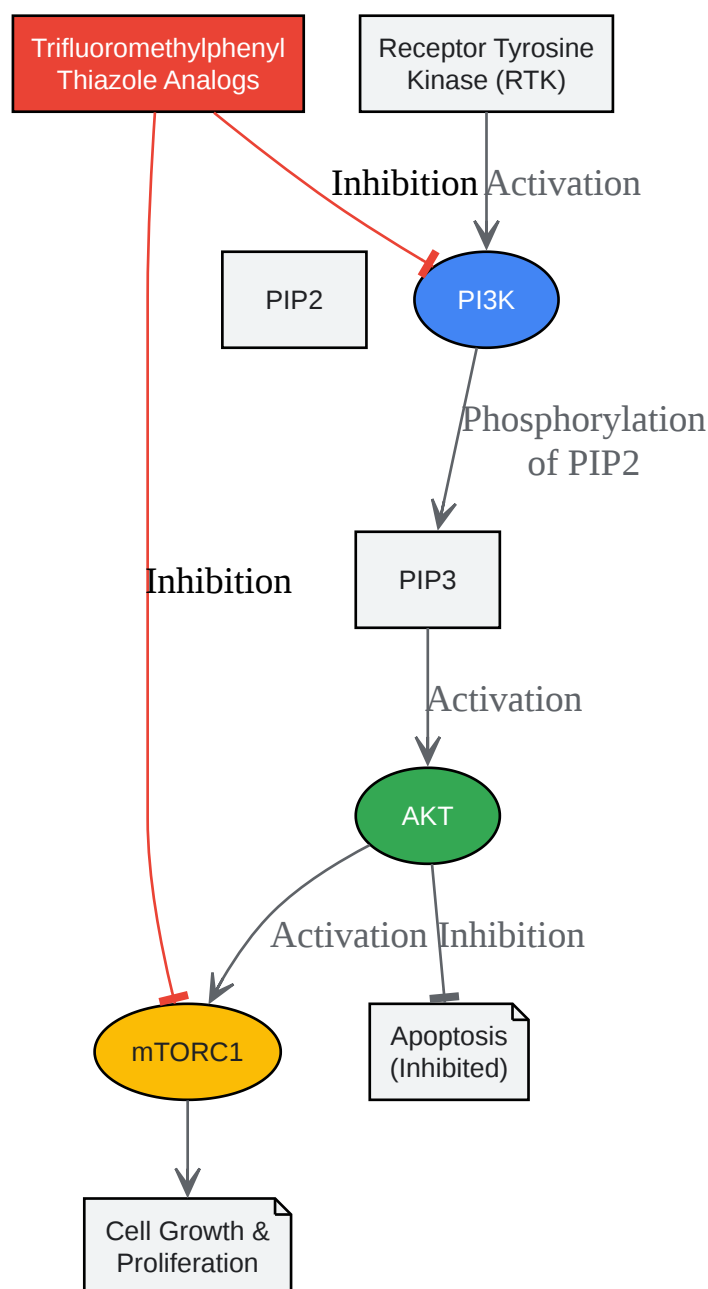 Trifluoromethylphenyl
Thiazole Analogs
Receptor Tyrosine
Kinase (RTK)
Inhibition
Activation
PIP2
PI3K
Phosphorylation
of PIP2
Inhibition
PIP3
Activation
AKT
Activation
Inhibition
mTORC1
Apoptosis
(Inhibited)
Cell Growth &
Proliferation